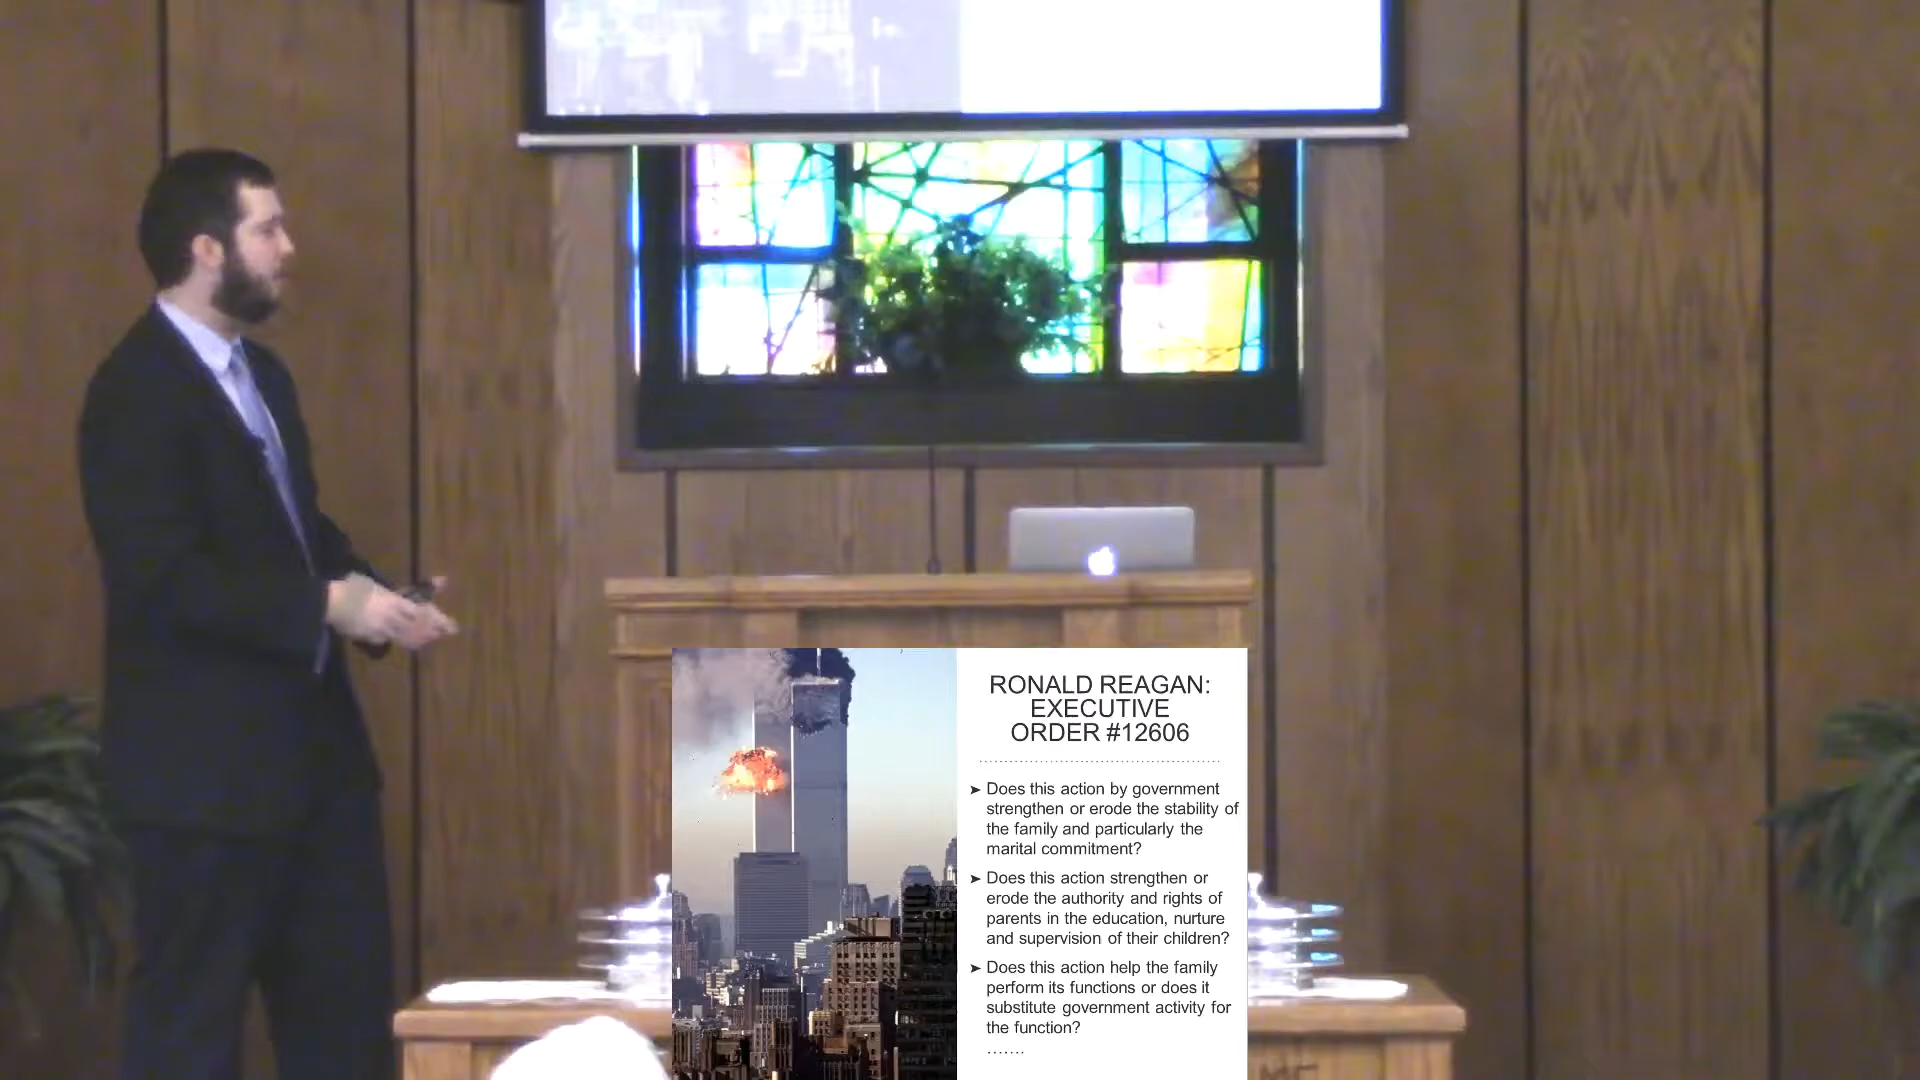 RONALD REAGAN:
EXECUTIVE
ORDER #12606
➤ Does this action by government
strengthen or erode the stability of
the family and particularly the
marital commitment?
➤ Does this action strengthen or
erode the authority and rights of
parents in the education, nurture
and supervision of their children?
➤ Does this action help the family
perform its functions or does it
substitute government activity for
the function?
.......